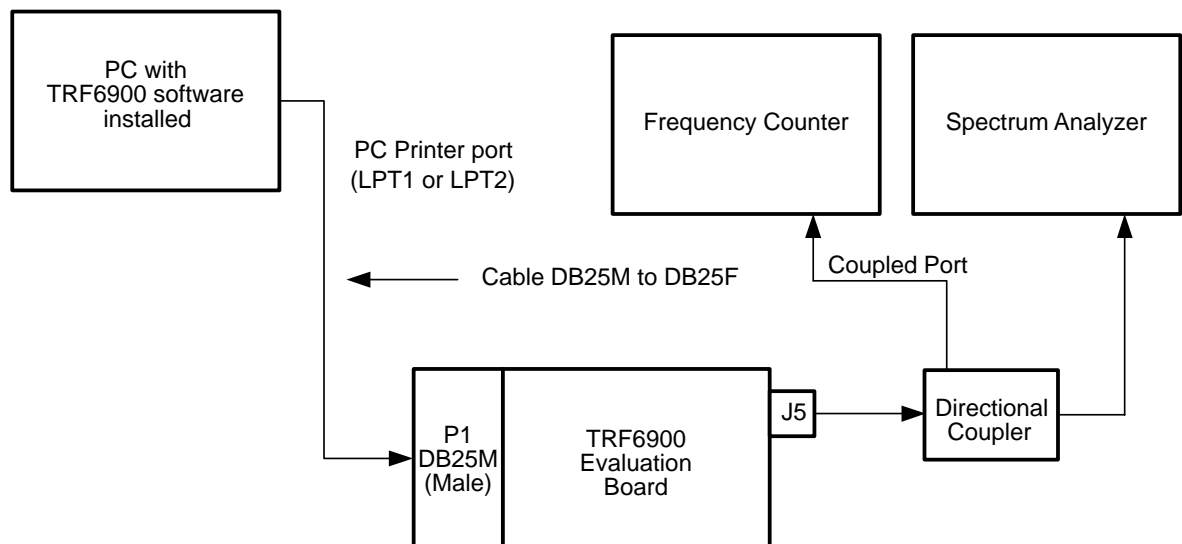 PC with
TRF6900 software
installed
PC Printer port
(LPT1 or LPT2)
Frequency Counter
Spectrum Analyzer
Coupled Port
Cable DB25M to DB25F
P1
DB25M
(Male)
TRF6900
Evaluation
Board
J5
Directional
Coupler